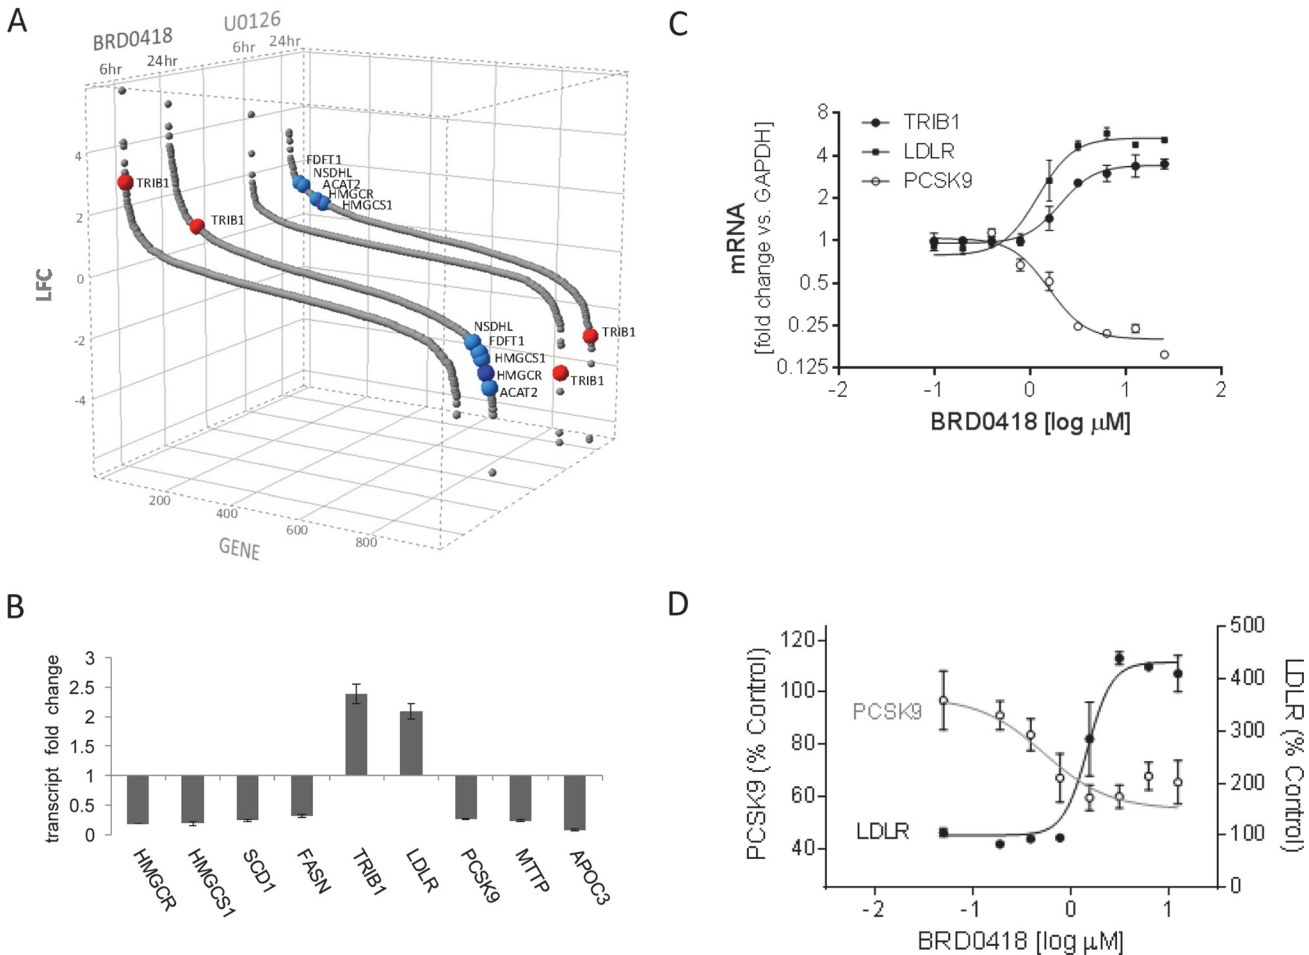 A
BRD0418
U0126
6hr
24hr
6hr
24hr
LFC
4
2
0
-2
-4
TRIB1
TRIB1
FDFT1
NSDHL
ACAT2
HMGCR
HMGCS1
NSDHL
FDFT1
HMGCS1
HMGCR
ACAT2
TRIB1
TRIB1
200
400
600
800
GENE
B
transcript fold change
3
2.5
2
1
0.5
0
HMGCR
HMGCS1
SCD1
FASN
TRIB1
LDLR
PCSK9
MTTP
APOC3
C
mRNA
[fold change vs. GAPDH]
8
4
2
1
0.5
0.25
0.125
TRIB1
LDLR
PCSK9
-2
-1
0
1
2
BRD0418 [log µM]
D
PCSK9 (% Control)
120
100
80
60
40
PCSK9
LDLR
500
400
300
200
100
0
LDLR (% Control)
-2
-1
0
1
BRD0418 [log µM]